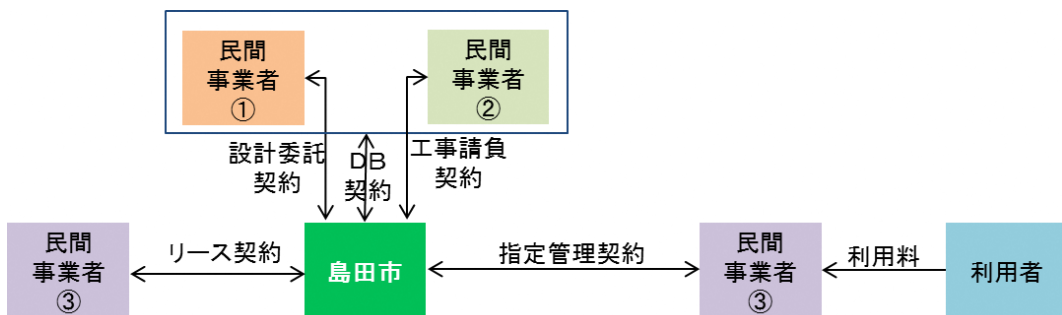 民間
事業者
①
民間
事業者
②
設計委託
契約
DB
契約
工事請負
契約
民間
事業者
③
リース契約
島田市
指定管理契約
民間
事業者
③
利用料
利用者